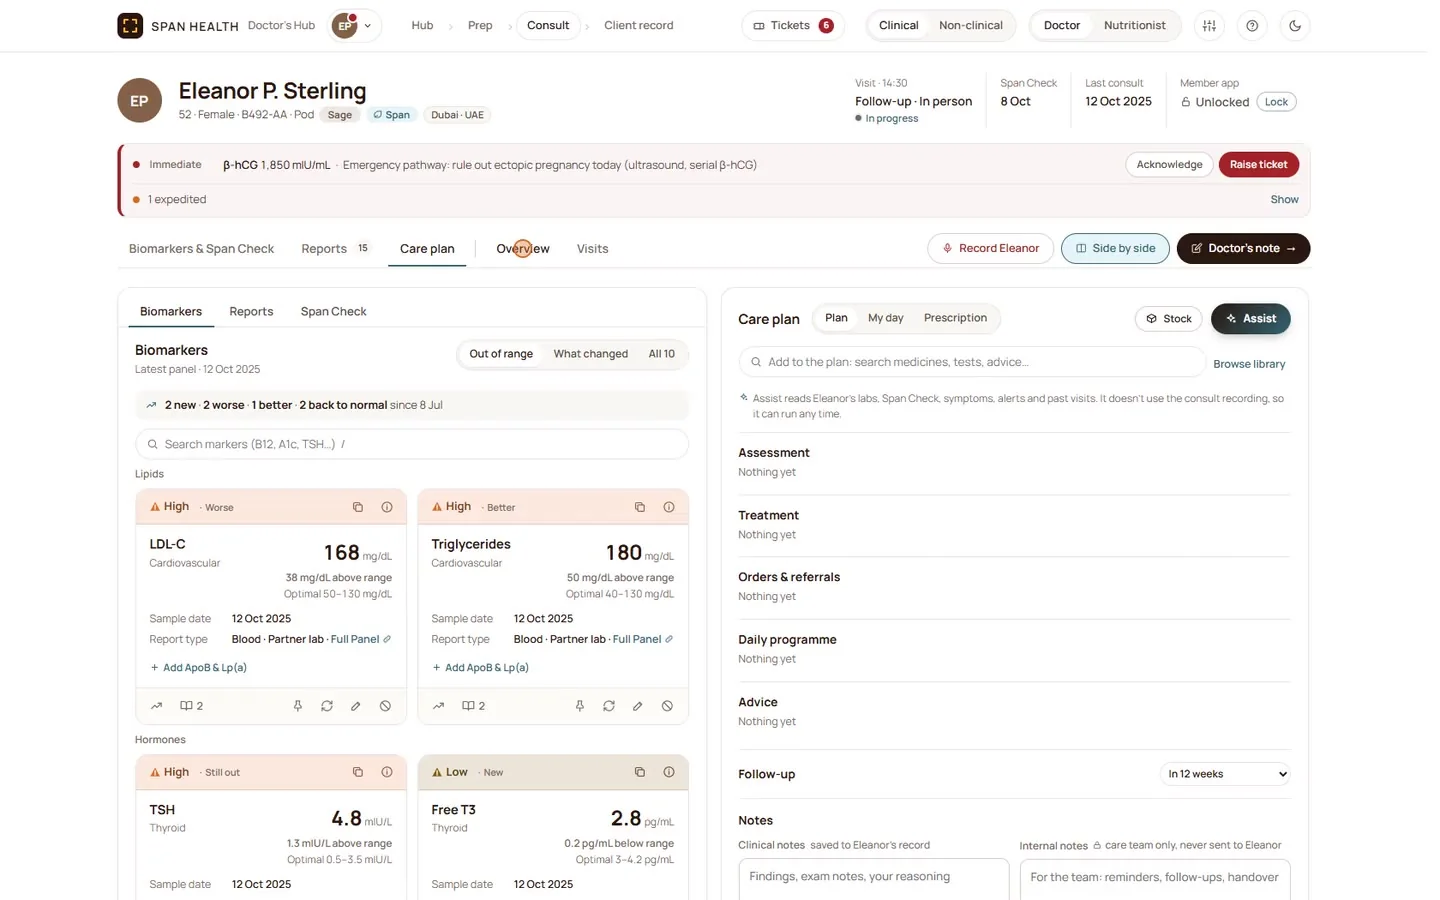 SPAN HEALTH Doctor's Hub EP Hub Prep Consult Client record Tickets 6 Clinical Non-clinical Doctor Nutritionist
EP
Eleanor P. Sterling
52 · Female · B492-AA · Pod Sage Span Dubai · UAE
Visit · 14:30
Follow-up · In person
In progress
Span Check
8 Oct
Last consult
12 Oct 2025
Member app
Unlocked Lock
Immediate β-hCG 1,850 mIU/mL · Emergency pathway: rule out ectopic pregnancy today (ultrasound, serial β-hCG) Acknowledge Raise ticket
1 expedited Show
Biomarkers & Span Check Reports 15 Care plan Overview Visits Record Eleanor Side by side Doctor's note →
Biomarkers Reports Span Check
Biomarkers
Latest panel · 12 Oct 2025
Out of range What changed All 10
2 new · 2 worse · 1 better · 2 back to normal since 8 Jul
Search markers (B12, A1c, TSH…) /
Lipids
High · Worse
LDL-C
Cardiovascular
168 mg/dL
38 mg/dL above range
Optimal 50–130 mg/dL
Sample date 12 Oct 2025
Report type Blood · Partner lab · Full Panel
+ Add ApoB & Lp(a)
2
High · Better
Triglycerides
Cardiovascular
180 mg/dL
50 mg/dL above range
Optimal 40–130 mg/dL
Sample date 12 Oct 2025
Report type Blood · Partner lab · Full Panel
+ Add ApoB & Lp(a)
2
Hormones
High · Still out
TSH
Thyroid
4.8 mIU/L
1.3 mIU/L above range
Optimal 0.5–3.5 mIU/L
Sample date 12 Oct 2025
Low · New
Free T3
Thyroid
2.8 pg/mL
0.2 pg/mL below range
Optimal 3–4.2 pg/mL
Sample date 12 Oct 2025
Care plan Plan My day Prescription Stock Assist
Add to the plan: search medicines, tests, advice… Browse library
Assist reads Eleanor's labs, Span Check, symptoms, alerts and past visits. It doesn't use the consult recording, so
it can run any time.
Assessment
Nothing yet
Treatment
Nothing yet
Orders & referrals
Nothing yet
Daily programme
Nothing yet
Advice
Nothing yet
Follow-up In 12 weeks
Notes
Clinical notes saved to Eleanor's record
Findings, exam notes, your reasoning
Internal notes care team only, never sent to Eleanor
For the team: reminders, follow-ups, handover